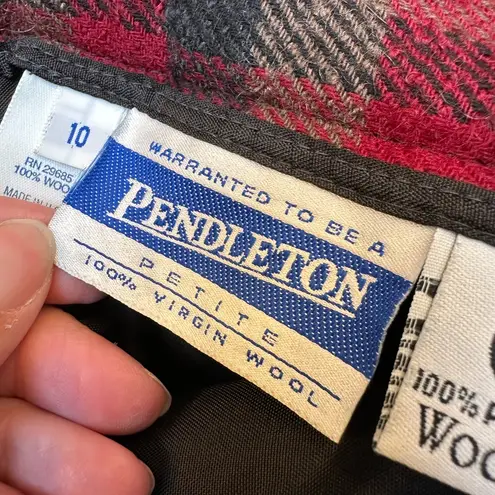 10
RN 29685
100% WOO
MADE IN
WARRANTED TO BE A
PENDLETON
PETITE
100% VIRGIN WOOL
100%
WOO